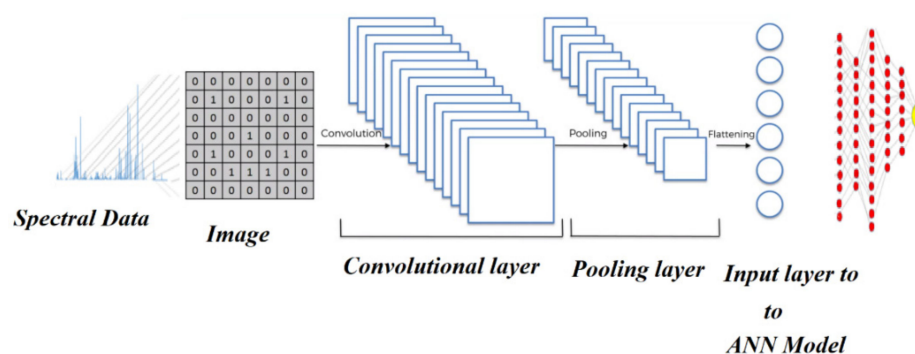 0 0 0 0 0 0 0
0 1 0 0 0 1 0
0 0 0 0 0 0 0
0 0 0 1 0 0 0
0 1 0 0 0 1 0
0 0 1 1 1 0 0
0 0 0 0 0 0 0
Convolution
Pooling
Flattening
Spectral Data
Image
Convolutional layer
Pooling layer
Input layer to
to
ANN Model